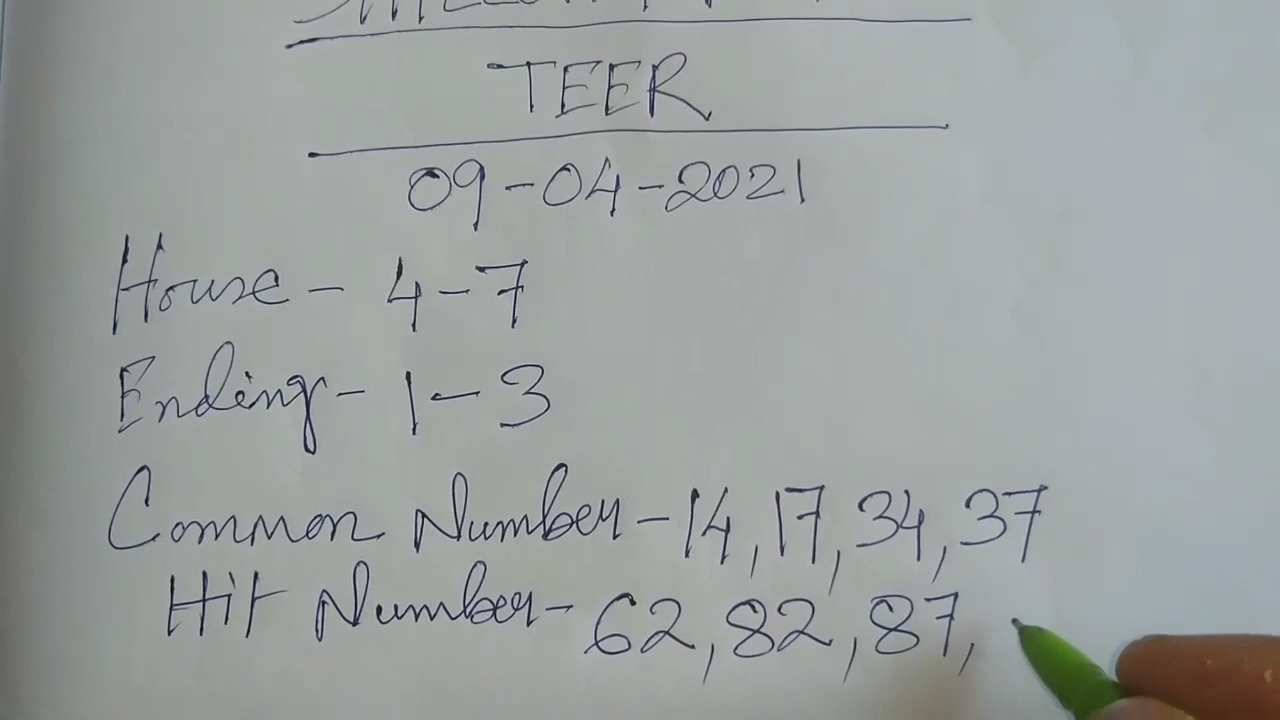 TEER
09-04-2021
House - 4-7
Ending - 1-3
Common Number - 14, 17, 34, 37
Hit Number - 62, 82, 87,